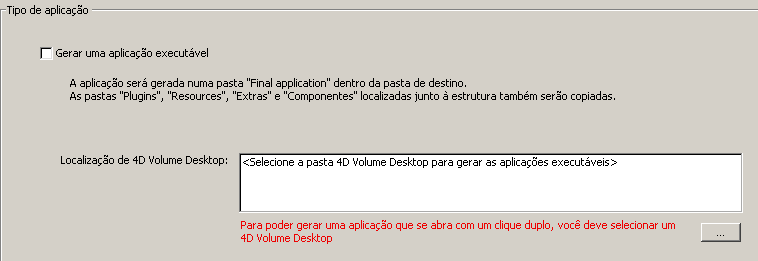 Tipo de aplicação
Gerar uma aplicação executável
A aplicação será gerada numa pasta "Final application" dentro da pasta de destino.
As pastas "Plugins", "Resources", "Extras" e "Componentes" localizadas junto à estrutura também serão copiadas.
Localização de 4D Volume Desktop:
<Selecione a pasta 4D Volume Desktop para gerar as aplicações executáveis>
Para poder gerar uma aplicação que se abra com um clique duplo, você deve selecionar um
4D Volume Desktop
...